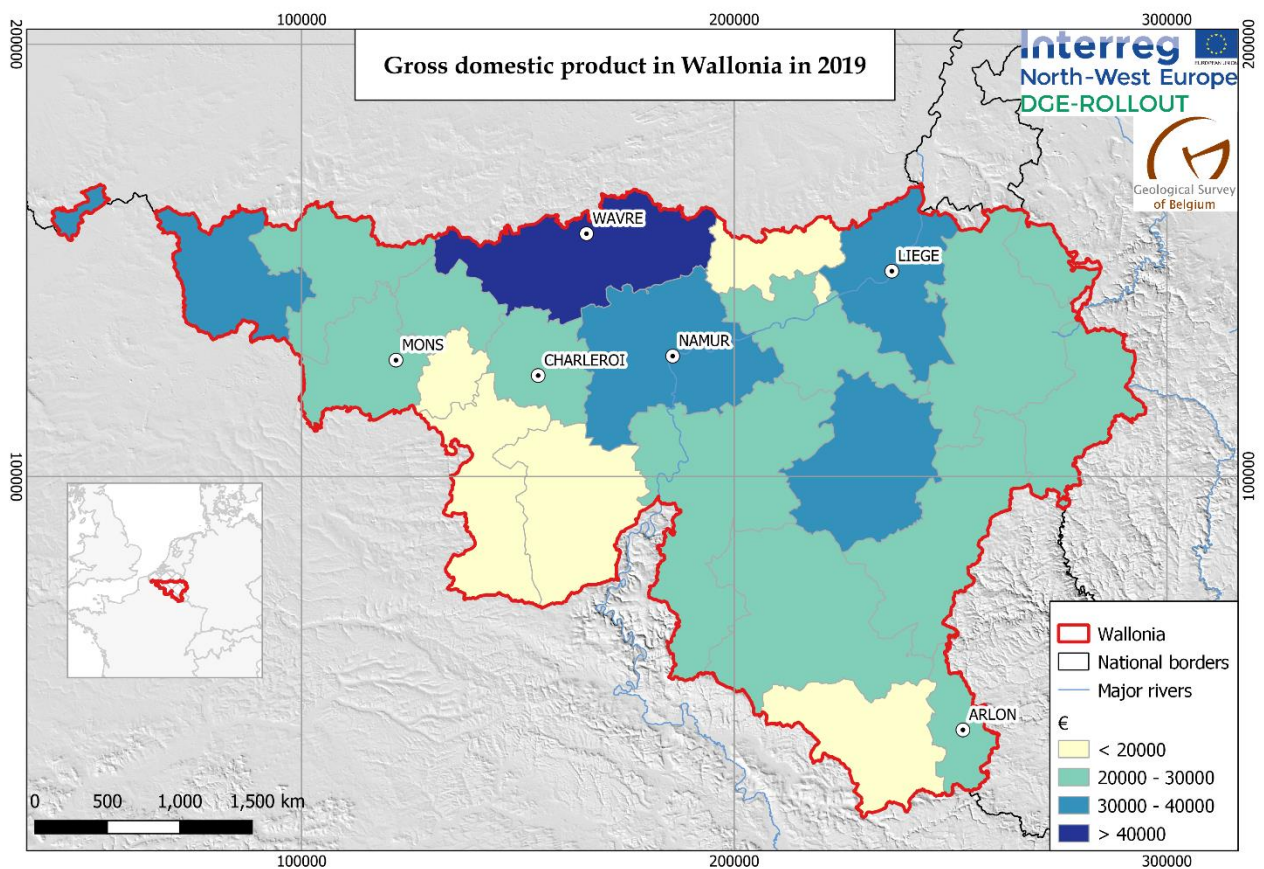 100000
200000
300000
200000
200000
Gross domestic product in Wallonia in 2019
Interreg
EUROPEAN UNION
North-West Europe
DGE-ROLLOUT
Geological Survey
of Belgium
WAVRE
LIEGE
MONS
CHARLEROI
NAMUR
100000
100000
ARLON
Wallonia
National borders
Major rivers
€
< 20000
20000 - 30000
30000 - 40000
> 40000
0 500 1,000 1,500 km
100000
200000
300000